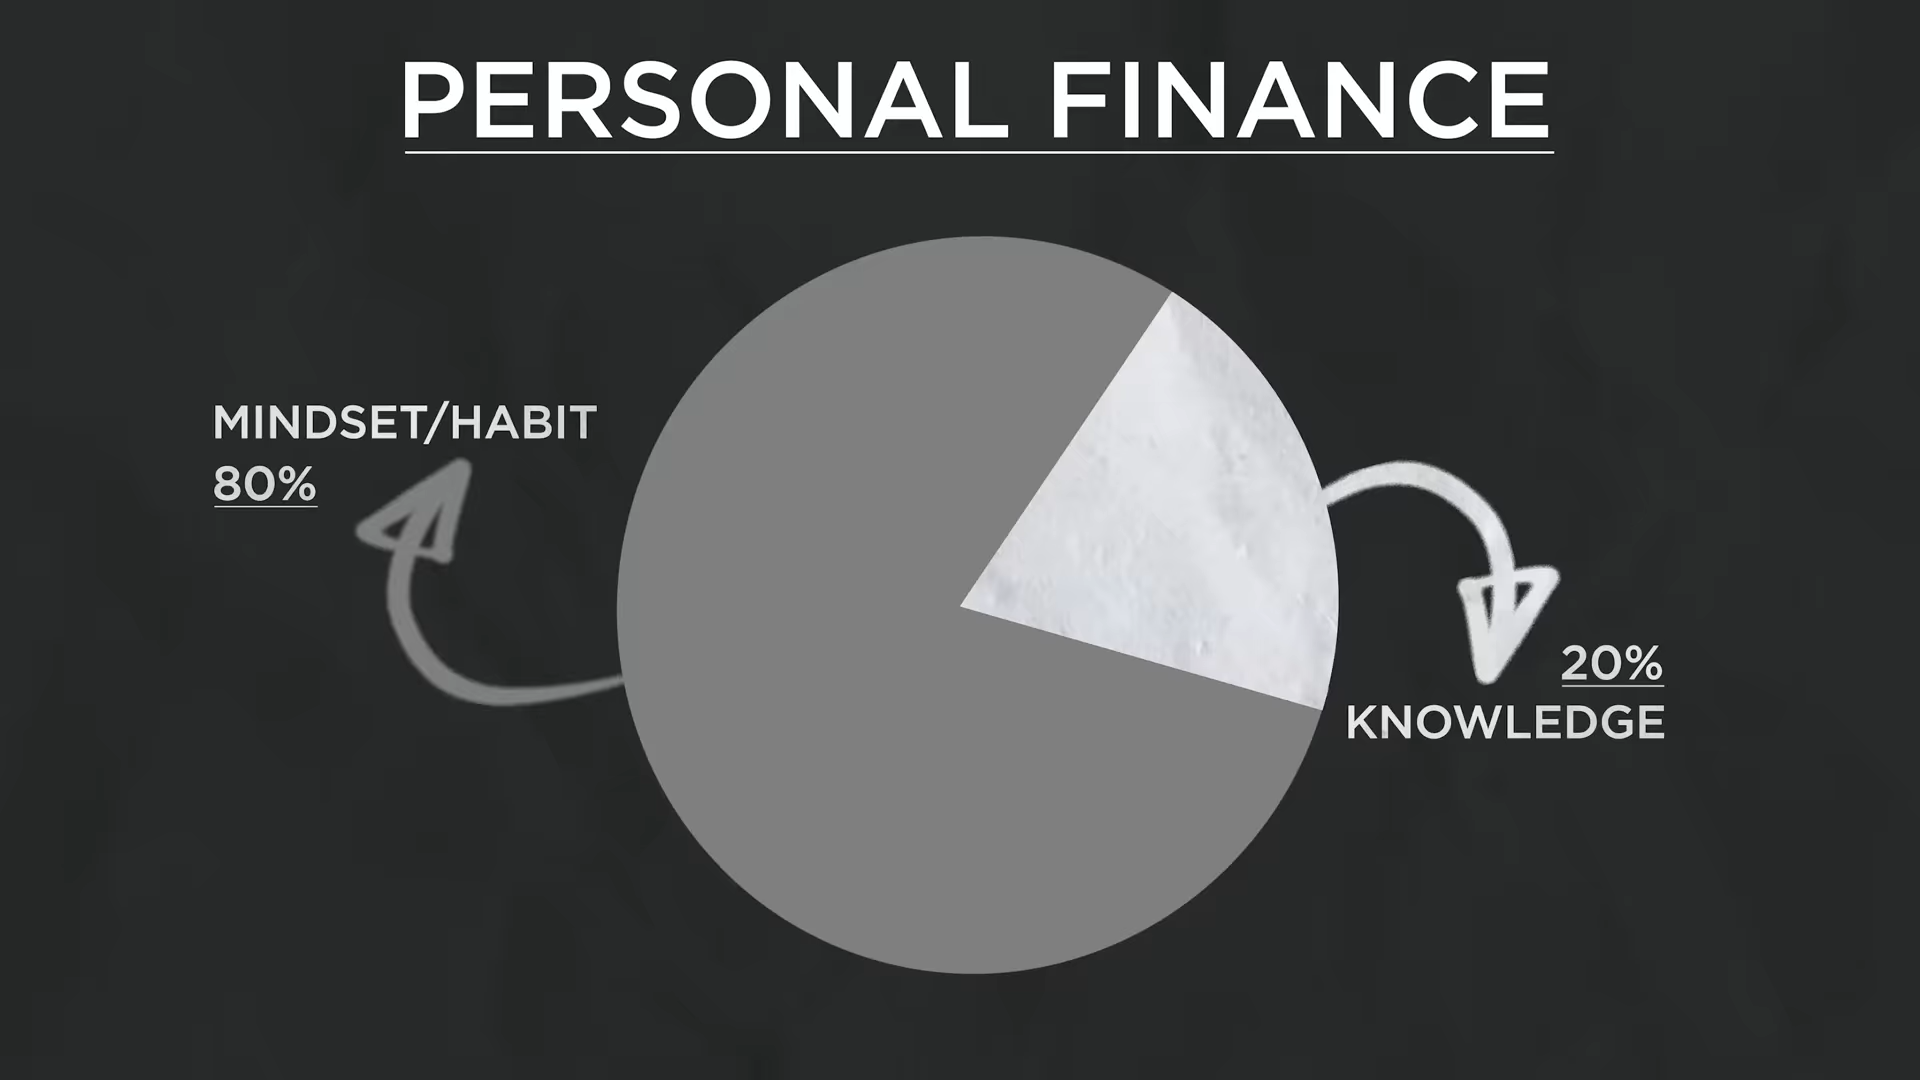 PERSONAL FINANCE
MINDSET/HABIT
80%
20%
KNOWLEDGE